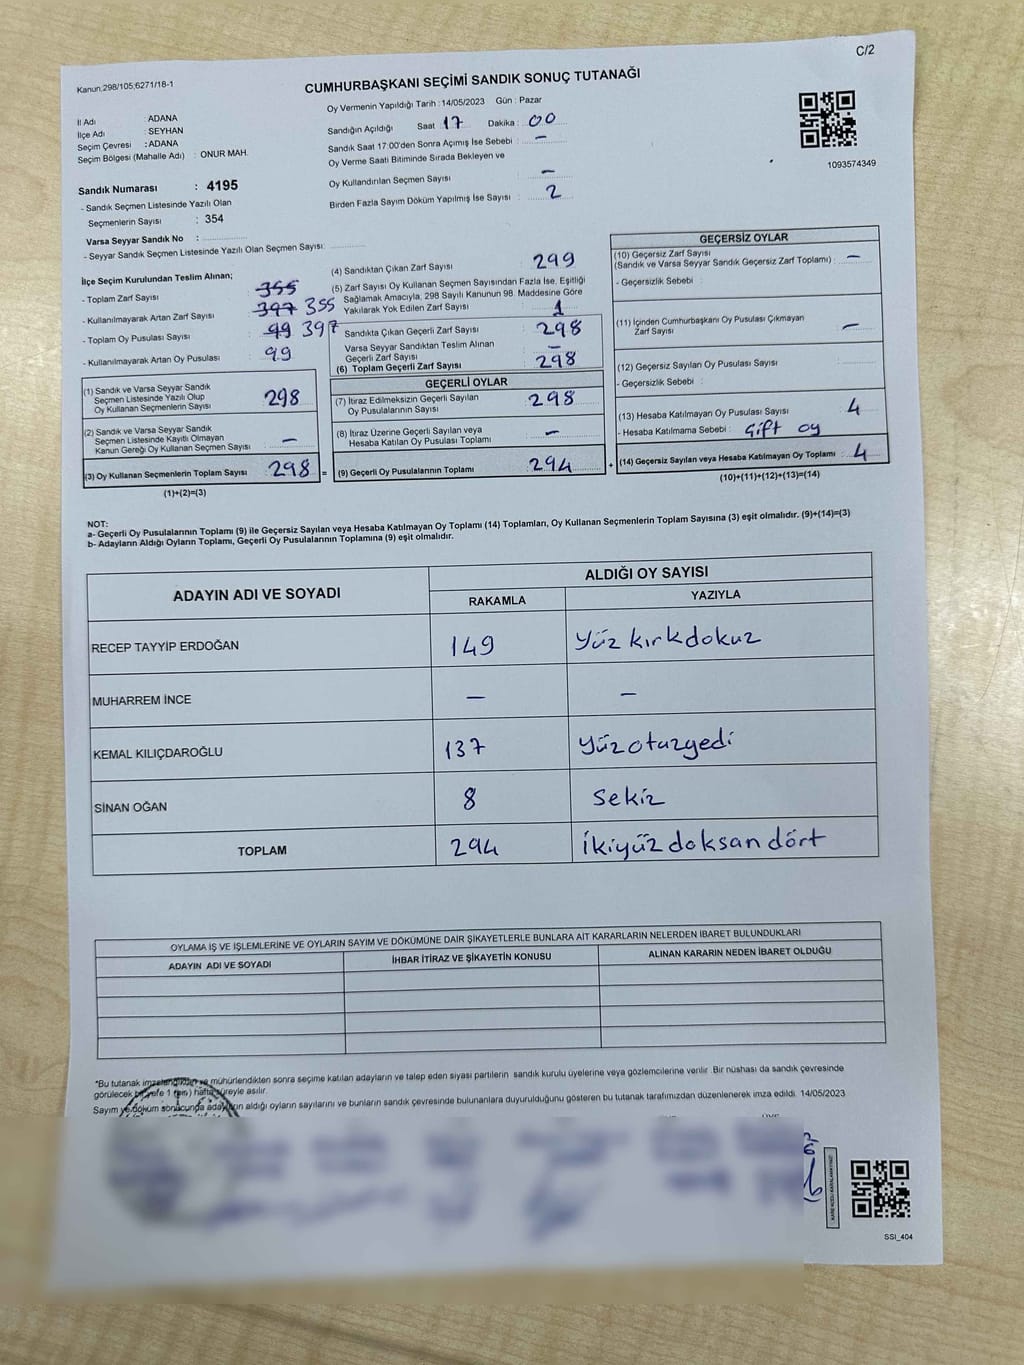 C/2
Kanun,298/105,6271/18-1
CUMHURBAŞKANI SEÇİMİ SANDIK SONUÇ TUTANAĞI
Oy Vermenin Yapıldığı Tarih : 14/05/2023 Gün : Pazar
İl Adı : ADANA
İlçe Adı : SEYHAN
Seçim Çevresi : ADANA
Seçim Bölgesi (Mahalle Adı) : ONUR MAH.
Sandık Numarası : 4195
- Sandık Seçmen Listesinde Yazılı Olan
Seçmenlerin Sayısı : 354
Varsa Seyyar Sandık No :
- Seyyar Sandık Seçmen Listesinde Yazılı Olan Seçmen Sayısı:
Sandığın Açıldığı Saat 17 Dakika : 00
Sandık Saat 17:00'den Sonra Açımış İse Sebebi : –
Oy Verme Saati Bitiminde Sırada Bekleyen ve
Oy Kullandırılan Seçmen Sayısı : –
Birden Fazla Sayım Döküm Yapılmış İse Sayısı : 2
1093574349
İlçe Seçim Kurulundan Teslim Alınan;
- Toplam Zarf Sayısı 355
- Kullanılmayarak Artan Zarf Sayısı 397 355
- Toplam Oy Pusulası Sayısı 99 397
- Kullanılmayarak Artan Oy Pusulası 99
(1) Sandık ve Varsa Seyyar Sandık
Seçmen Listesinde Yazılı Olup
Oy Kullanan Seçmenlerin Sayısı 298
(2) Sandık ve Varsa Seyyar Sandık
Seçmen Listesinde Kayıtlı Olmayan
Kanun Gereği Oy Kullanan Seçmen Sayısı –
(3) Oy Kullanan Seçmenlerin Toplam Sayısı 298 =
(1)+(2)=(3)
(4) Sandıktan Çıkan Zarf Sayısı : 299
(5) Zarf Sayısı Oy Kullanan Seçmen Sayısından Fazla İse, Eşitliği
Sağlamak Amacıyla, 298 Sayılı Kanunun 98. Maddesine Göre
Yakılarak Yok Edilen Zarf Sayısı : 1
Sandıkta Çıkan Geçerli Zarf Sayısı : 298
Varsa Seyyar Sandıktan Teslim Alınan
Geçerli Zarf Sayısı : –
(6) Toplam Geçerli Zarf Sayısı : 298
GEÇERLİ OYLAR
(7) İtiraz Edilmeksizin Geçerli Sayılan
Oy Pusulalarının Sayısı : 298
(8) İtiraz Üzerine Geçerli Sayılan veya
Hesaba Katılan Oy Pusulası Toplamı : –
(9) Geçerli Oy Pusulalarının Toplamı : 294 +
GEÇERSİZ OYLAR
(10) Geçersiz Zarf Sayısı
(Sandık ve Varsa Seyyar Sandık Geçersiz Zarf Toplamı) : –
- Geçersizlik Sebebi :
(11) İçinden Cumhurbaşkanı Oy Pusulası Çıkmayan
Zarf Sayısı : –
(12) Geçersiz Sayılan Oy Pusulası Sayısı :
- Geçersizlik Sebebi :
(13) Hesaba Katılmayan Oy Pusulası Sayısı : 4
- Hesaba Katılmama Sebebi : Çift oy
(14) Geçersiz Sayılan veya Hesaba Katılmayan Oy Toplamı : 4
(10)+(11)+(12)+(13)=(14)
NOT:
a- Geçerli Oy Pusulalarının Toplamı (9) ile Geçersiz Sayılan veya Hesaba Katılmayan Oy Toplamı (14) Toplamları, Oy Kullanan Seçmenlerin Toplam Sayısına (3) eşit olmalıdır. (9)+(14)=(3)
b- Adayların Aldığı Oyların Toplamı, Geçerli Oy Pusulalarının Toplamına (9) eşit olmalıdır.
ADAYIN ADI VE SOYADI ALDIĞI OY SAYISI
RAKAMLA YAZIYLA
RECEP TAYYİP ERDOĞAN 149 Yüz kırk dokuz
MUHARREM İNCE – –
KEMAL KILIÇDAROĞLU 137 Yüz otuz yedi
SİNAN OĞAN 8 Sekiz
TOPLAM 294 İkiyüz doksan dört
OYLAMA İŞ VE İŞLEMLERİNE VE OYLARIN SAYIM VE DÖKÜMÜNE DAİR ŞİKAYETLERLE BUNLARA AİT KARARLARIN NELERDEN İBARET BULUNDUKLARI
ADAYIN ADI VE SOYADI İHBAR İTİRAZ VE ŞİKAYETİN KONUSU ALINAN KARARIN NEDEN İBARET OLDUĞU
*Bu tutanak imzalandıktan ve mühürlendikten sonra seçime katılan adayların ve talep eden siyasi partilerin sandık kurulu üyelerine veya gözlemcilerine verilir .Bir nüshası da sandık çevresinde
görülecek bir yere 1 (bir) hafta süreyle asılır.
Sayım ve döküm sonucunda adayların aldığı oyların sayılarını ve bunların sandık çevresinde bulunanlara duyurulduğunu gösteren bu tutanak tarafımızdan düzenlenerek imza edildi. 14/05/2023
SSI_404